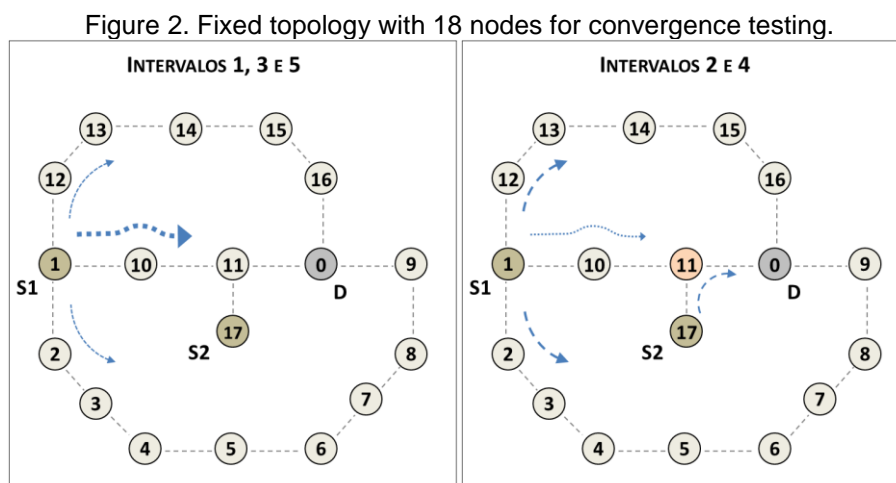 Figure 2. Fixed topology with 18 nodes for convergence testing.
INTERVALOS 1, 3 E 5
13 14 15
12 16
1 10 11 0 9
S1 D
17
S2
2 8
3 7
4 5 6
INTERVALOS 2 E 4
13 14 15
12 16
1 10 11 0 9
S1 D
17
S2
2 8
3 7
4 5 6